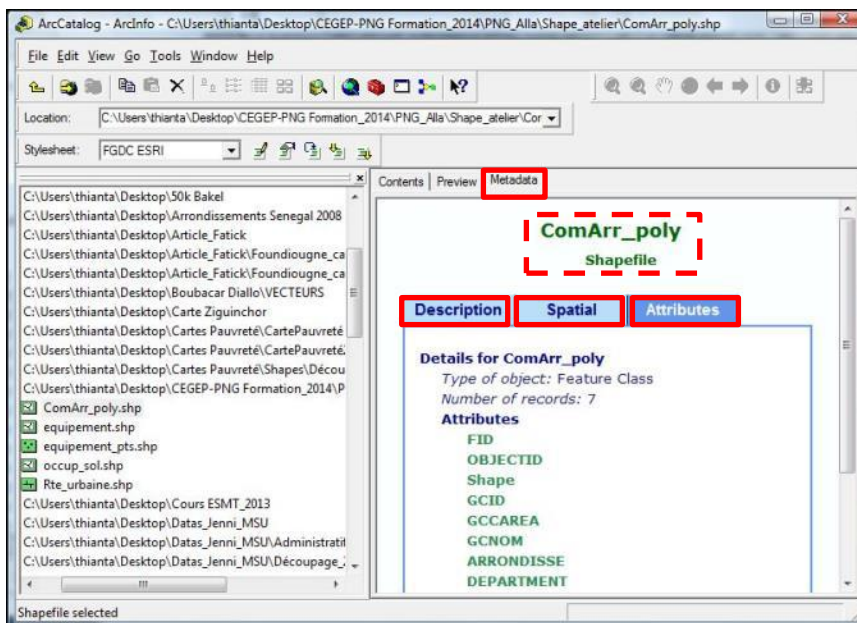 ArcCatalog - ArcInfo - C:\Users\thianta\Desktop\CEGEP-PNG Formation_2014\PNG_Alla\Shape_atelier\ComArr_poly.shp
File Edit View Go Tools Window Help
Location: C:\Users\thianta\Desktop\CEGEP-PNG Formation_2014\PNG_Alla\Shape_atelier\Cor
Stylesheet: FGDC ESRI
C:\Users\thianta\Desktop\50k Bakel
C:\Users\thianta\Desktop\Arrondissements Senegal 2008
C:\Users\thianta\Desktop\Article_Fatick
C:\Users\thianta\Desktop\Article_Fatick\Foundiougne_ca
C:\Users\thianta\Desktop\Article_Fatick\Foundiougne_ca
C:\Users\thianta\Desktop\Boubacar Diallo\VECTEURS
C:\Users\thianta\Desktop\Carte Ziguinchor
C:\Users\thianta\Desktop\Cartes Pauvreté\CartePauvreté
C:\Users\thianta\Desktop\Cartes Pauvreté\CartePauvreté
C:\Users\thianta\Desktop\Cartes Pauvreté\Shapes\Décou
C:\Users\thianta\Desktop\CEGEP-PNG Formation_2014\P
ComArr_poly.shp
equipement.shp
equipement_pts.shp
occup_sol.shp
Rte_urbaine.shp
C:\Users\thianta\Desktop\Cours ESMT_2013
C:\Users\thianta\Desktop\Datas_Jenni_MSU
C:\Users\thianta\Desktop\Datas_Jenni_MSU\Administratif
C:\Users\thianta\Desktop\Datas_Jenni_MSU\Découpage_
Contents Preview Metadata
ComArr_poly
Shapefile
Description Spatial Attributes
Details for ComArr_poly
Type of object: Feature Class
Number of records: 7
Attributes
FID
OBJECTID
Shape
GCID
GCCAREA
GCNOM
ARRONDISSE
DEPARTMENT
Shapefile selected